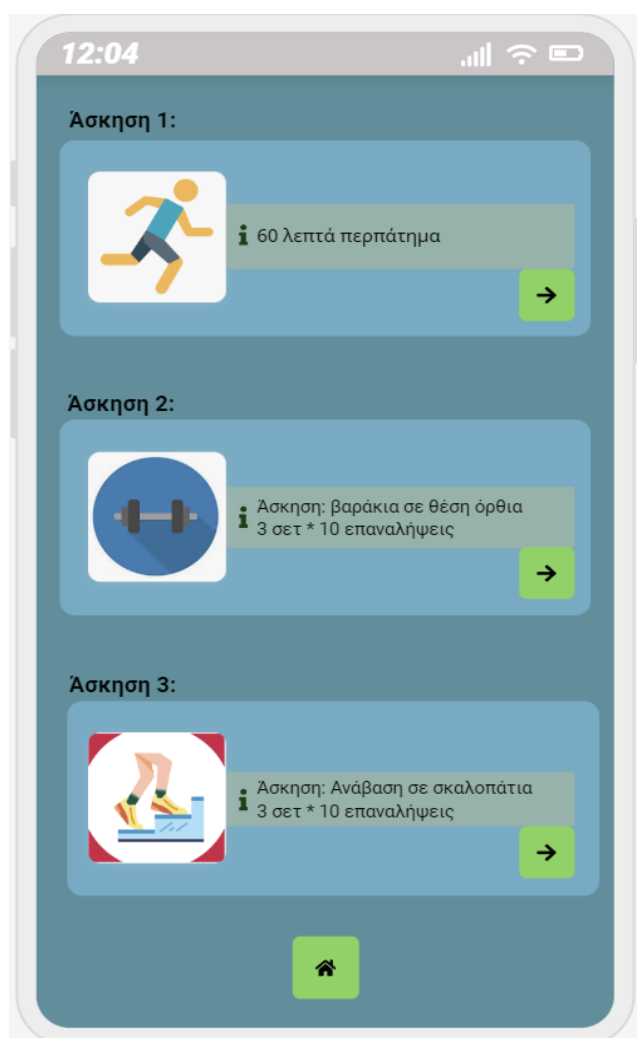 12:04
Άσκηση 1:
60 λεπτά περπάτημα
Άσκηση 2:
Άσκηση: βαράκια σε θέση όρθια
3 σετ * 10 επαναλήψεις
Άσκηση 3:
Άσκηση: Ανάβαση σε σκαλοπάτια
3 σετ * 10 επαναλήψεις